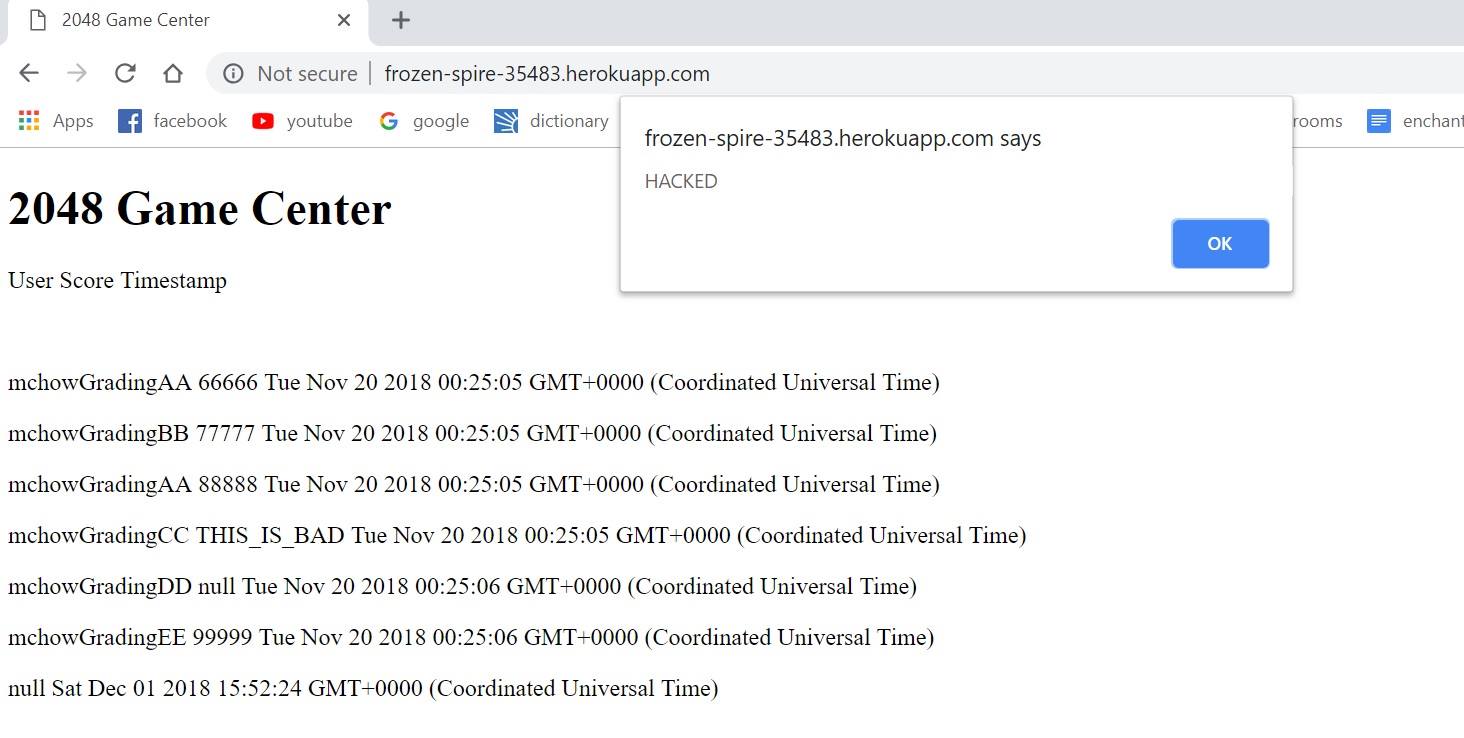 2048 Game Center
Not secure frozen-spire-35483.herokuapp.com
Apps facebook youtube google dictionary rooms enchant
frozen-spire-35483.herokuapp.com says
HACKED
OK
2048 Game Center
User Score Timestamp
mchowGradingAA 66666 Tue Nov 20 2018 00:25:05 GMT+0000 (Coordinated Universal Time)
mchowGradingBB 77777 Tue Nov 20 2018 00:25:05 GMT+0000 (Coordinated Universal Time)
mchowGradingAA 88888 Tue Nov 20 2018 00:25:05 GMT+0000 (Coordinated Universal Time)
mchowGradingCC THIS_IS_BAD Tue Nov 20 2018 00:25:05 GMT+0000 (Coordinated Universal Time)
mchowGradingDD null Tue Nov 20 2018 00:25:06 GMT+0000 (Coordinated Universal Time)
mchowGradingEE 99999 Tue Nov 20 2018 00:25:06 GMT+0000 (Coordinated Universal Time)
null Sat Dec 01 2018 15:52:24 GMT+0000 (Coordinated Universal Time)